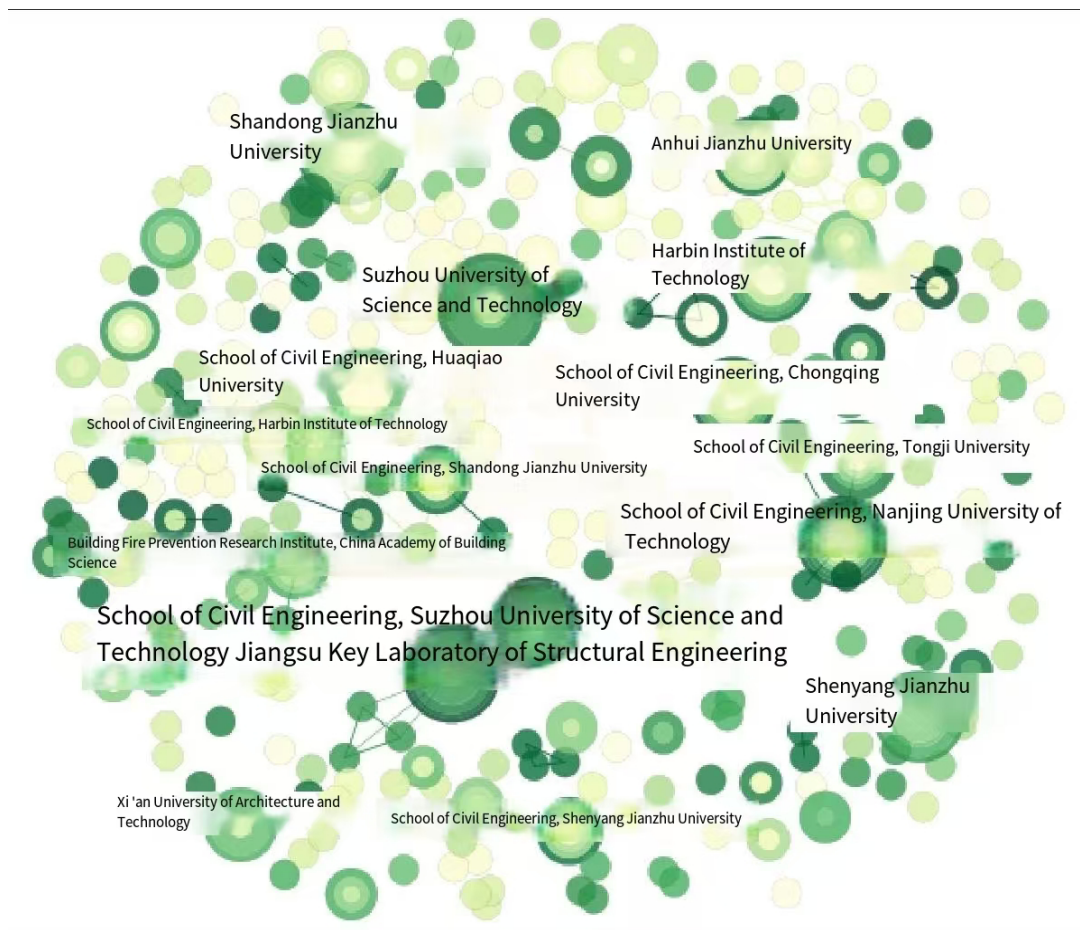 Shandong Jianzhu
University
Anhui Jianzhu University
Harbin Institute of
Technology
Suzhou University of
Science and Technology
School of Civil Engineering, Huaqiao
University
School of Civil Engineering, Chongqing
University
School of Civil Engineering, Harbin Institute of Technology
School of Civil Engineering, Tongji University
School of Civil Engineering, Shandong Jianzhu University
School of Civil Engineering, Nanjing University of
Technology
Building Fire Prevention Research Institute, China Academy of Building
Science
School of Civil Engineering, Suzhou University of Science and
Technology Jiangsu Key Laboratory of Structural Engineering
Shenyang Jianzhu
University
Xi 'an University of Architecture and
Technology
School of Civil Engineering, Shenyang Jianzhu University